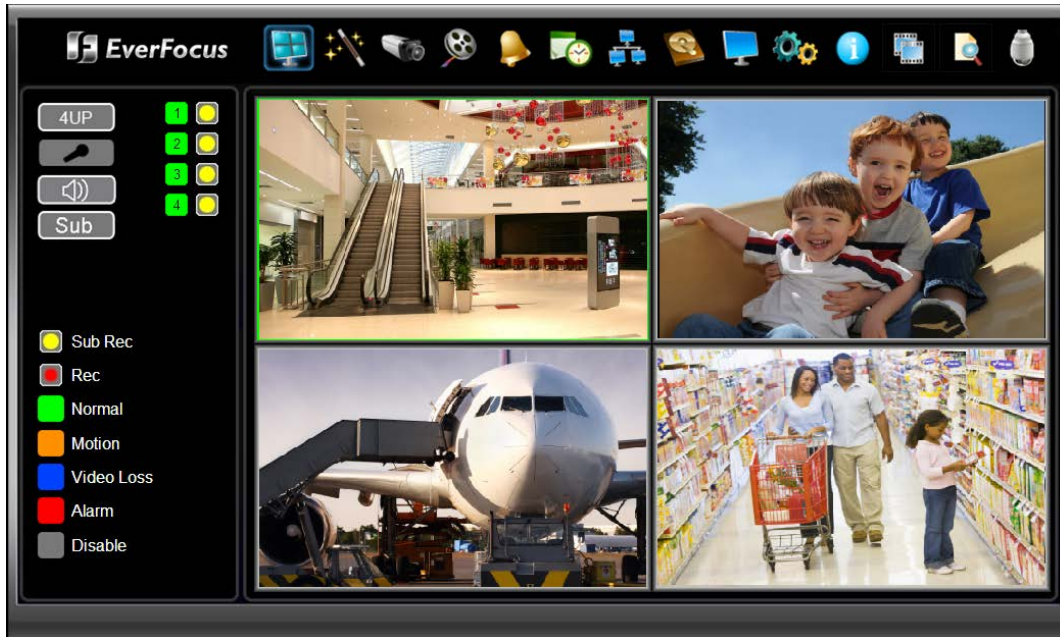 EverFocus
4UP
1
2
3
4
Sub
Sub Rec
Rec
Normal
Motion
Video Loss
Alarm
Disable